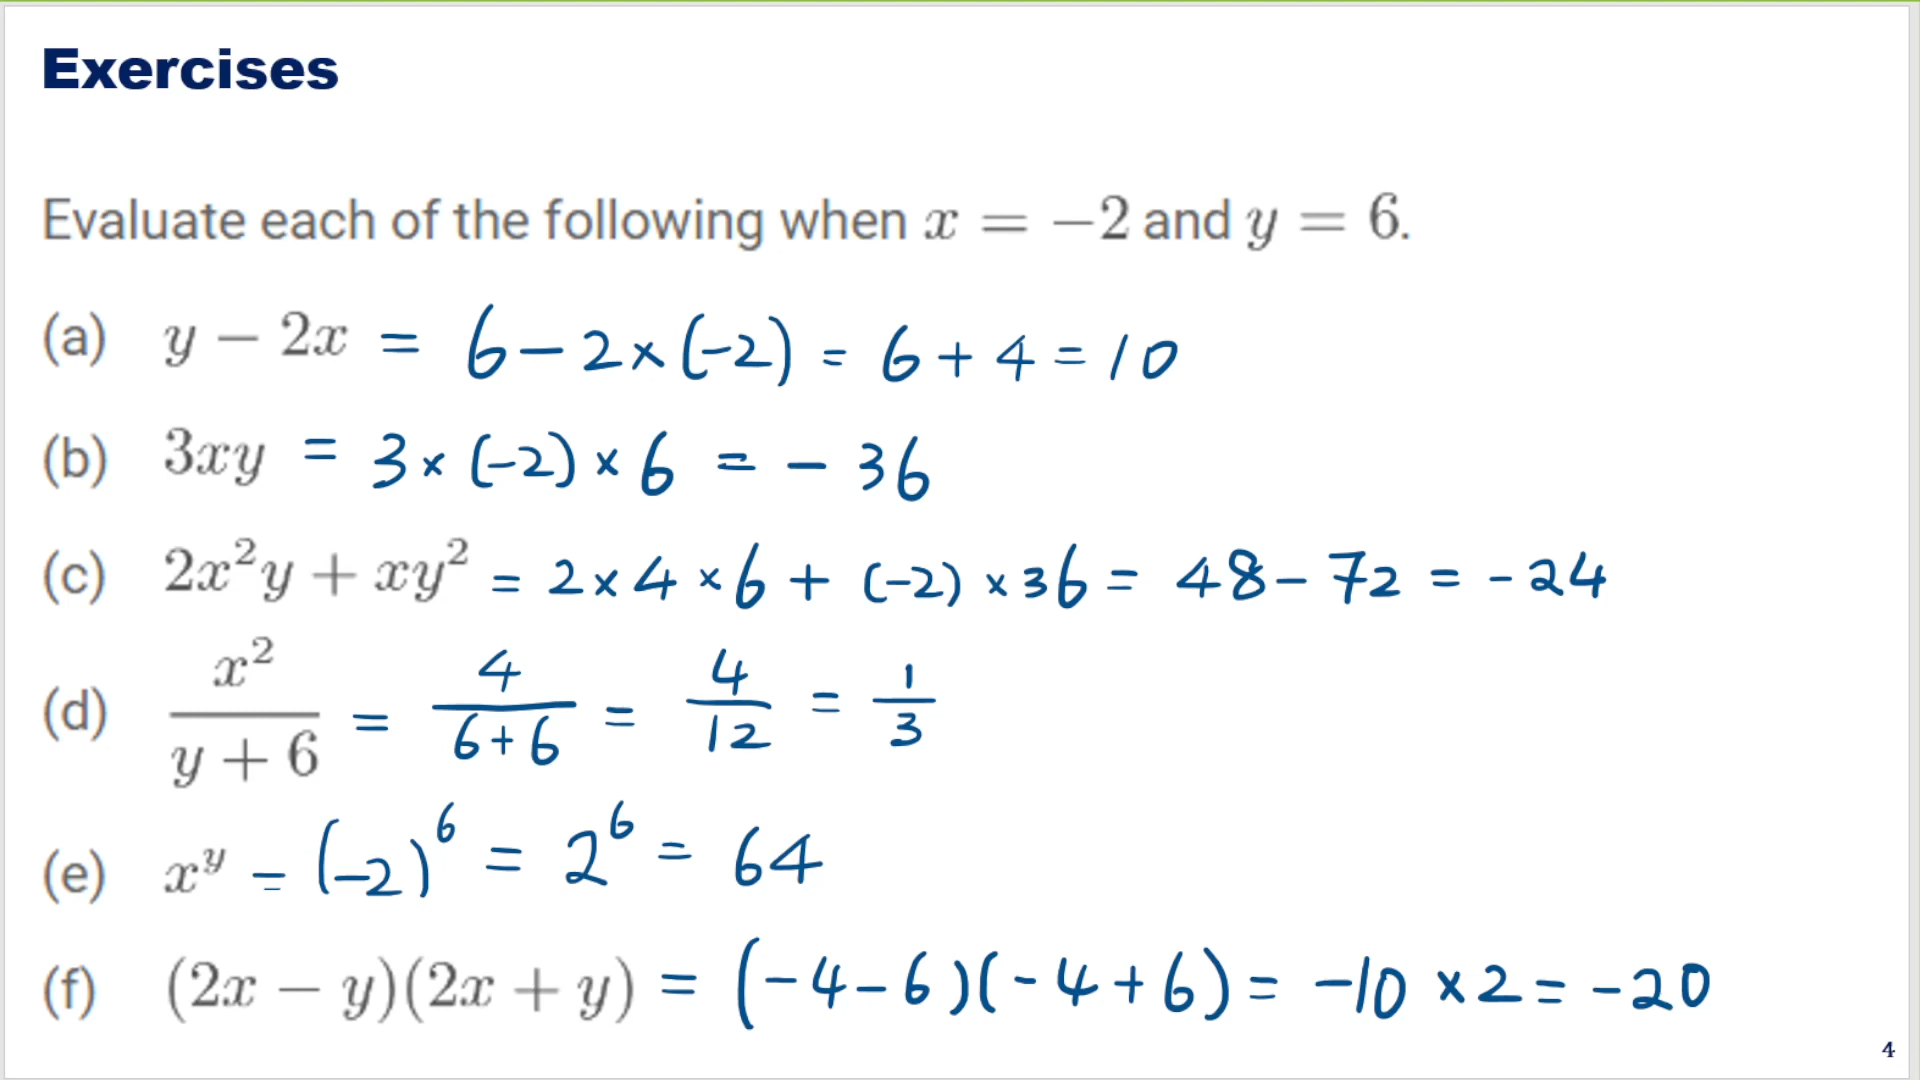 Exercises
Evaluate each of the following when x = −2 and y = 6.
(a) y − 2x = 6 − 2 × (−2) = 6 + 4 = 10
(b) 3xy = 3 × (−2) × 6 = − 36
(c) 2x²y + xy² = 2 × 4 × 6 + (−2) × 36 = 48 − 72 = −24
(d) x²/(y + 6) = 4/(6+6) = 4/12 = 1/3
(e) x^y = (−2)^6 = 2^6 = 64
(f) (2x − y)(2x + y) = (−4 − 6)(−4 + 6) = −10 × 2 = −20
4